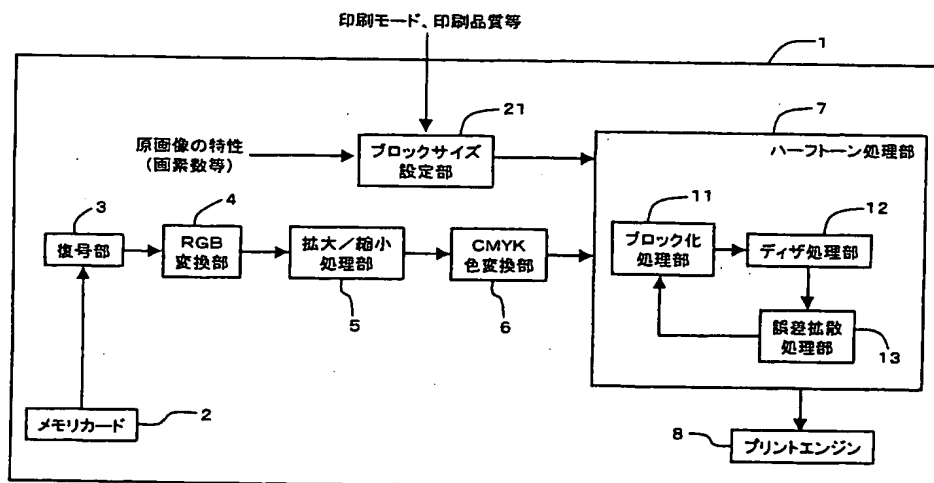 印刷モード、印刷品質等
1
21
7
原画像の特性
(画素数等)
ブロックサイズ
設定部
ハーフトーン処理部
3
4
11
12
復号部
RGB
変換部
拡大/縮小
処理部
CMYK
色変換部
ブロック化
処理部
ディザ処理部
5
6
誤差拡散
処理部
13
メモリカード
2
8
プリントエンジン